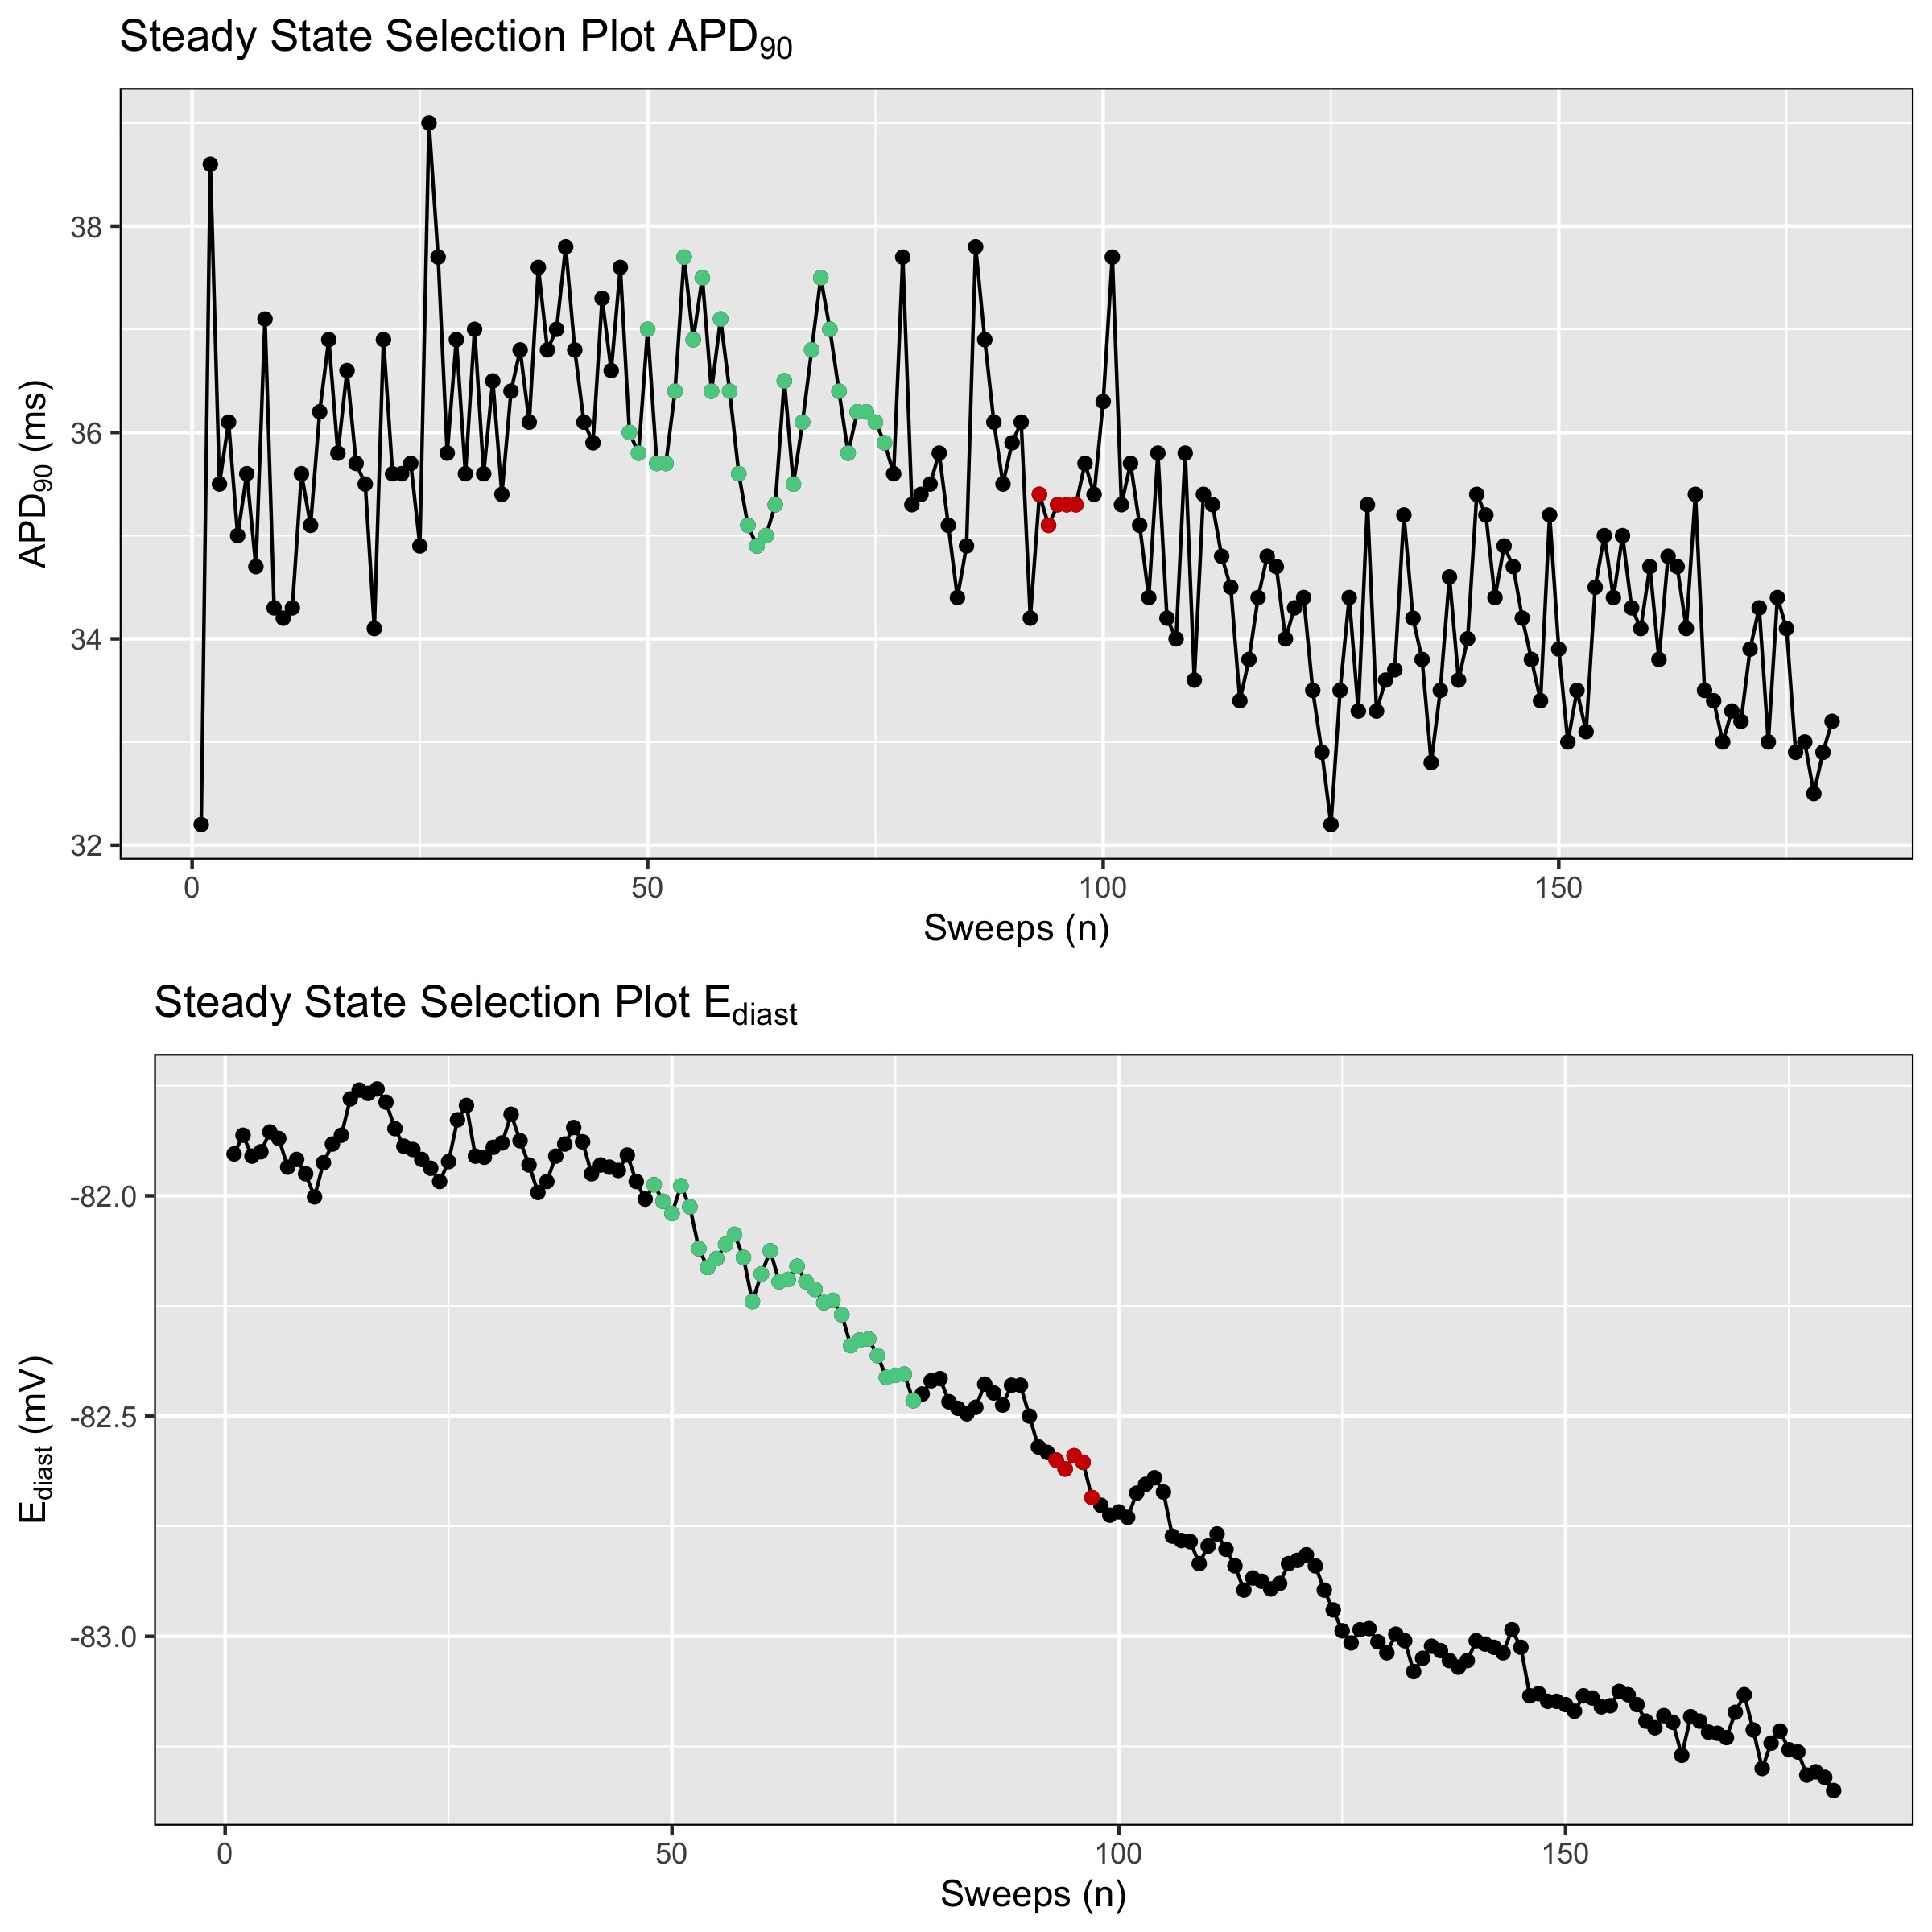 Steady State Selection Plot APD90
38
36
34
32
APD90 (ms)
0 50 100 150
Sweeps (n)
Steady State Selection Plot Ediast
-82.0
-82.5
-83.0
Ediast (mV)
0 50 100 150
Sweeps (n)